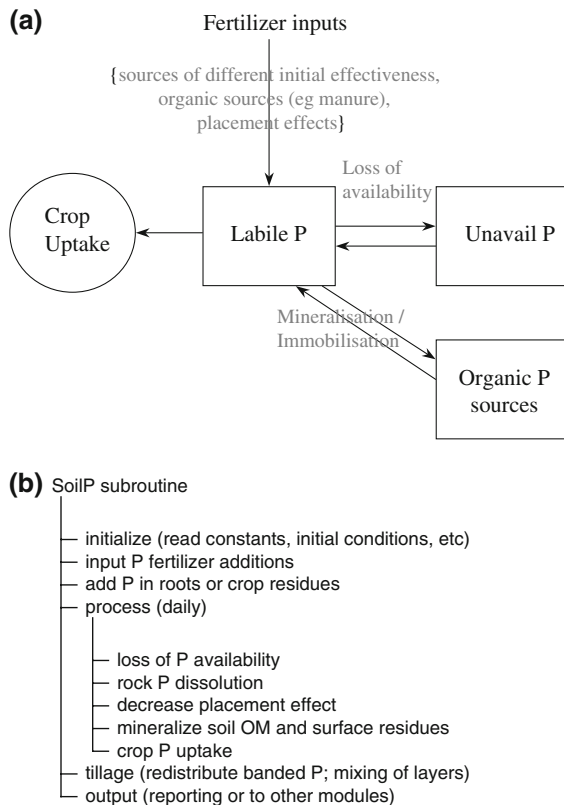 (a)
Fertilizer inputs
{sources of different initial effectiveness,
organic sources (eg manure),
placement effects}
Loss of
availability
Crop
Uptake
Labile P
Unavail P
Mineralisation /
Immobilisation
Organic P
sources
(b)
SoilP subroutine
initialize (read constants, initial conditions, etc)
input P fertilizer additions
add P in roots or crop residues
process (daily)
loss of P availability
rock P dissolution
decrease placement effect
mineralize soil OM and surface residues
crop P uptake
tillage (redistribute banded P; mixing of layers)
output (reporting or to other modules)